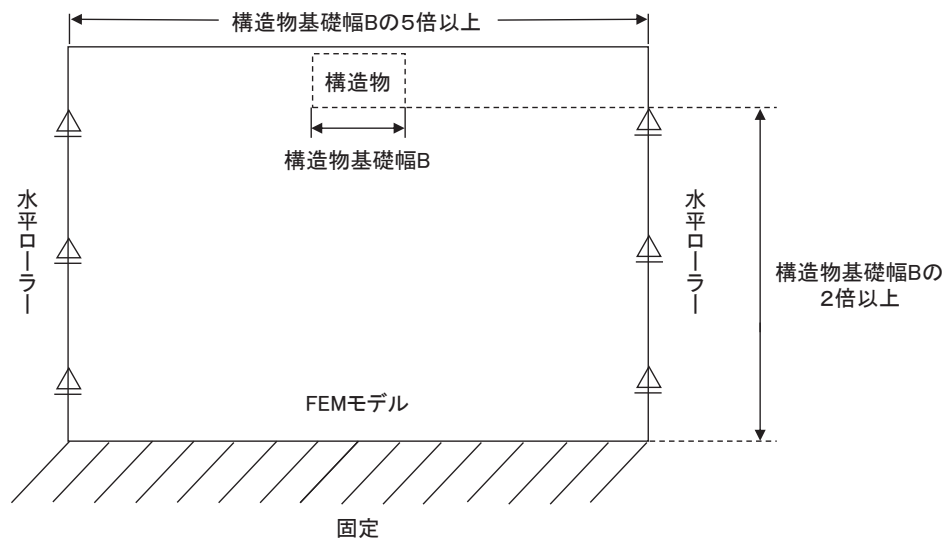 構造物基礎幅Bの5倍以上
構造物
構造物基礎幅B
水平ローラー
水平ローラー
構造物基礎幅Bの
2倍以上
FEMモデル
固定